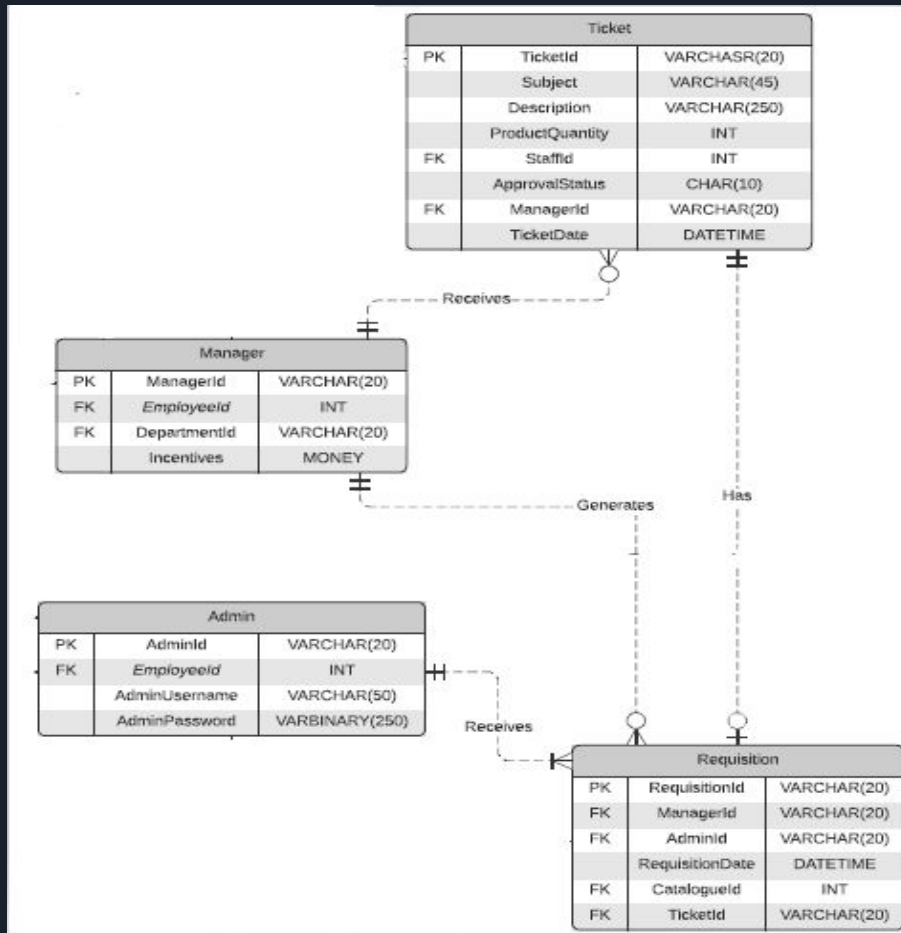 Ticket
PK TicketId VARCHASR(20)
Subject VARCHAR(45)
Description VARCHAR(250)
ProductQuantity INT
FK StaffId INT
ApprovalStatus CHAR(10)
FK ManagerId VARCHAR(20)
TicketDate DATETIME
Receives
Manager
PK ManagerId VARCHAR(20)
FK EmployeeId INT
FK DepartmentId VARCHAR(20)
Incentives MONEY
Generates
Has
Admin
PK AdminId VARCHAR(20)
FK EmployeeId INT
AdminUsername VARCHAR(50)
AdminPassword VARBINARY(250)
Receives
Requisition
PK RequisitionId VARCHAR(20)
FK ManagerId VARCHAR(20)
FK AdminId VARCHAR(20)
RequisitionDate DATETIME
FK CatalogueId INT
FK TicketId VARCHAR(20)